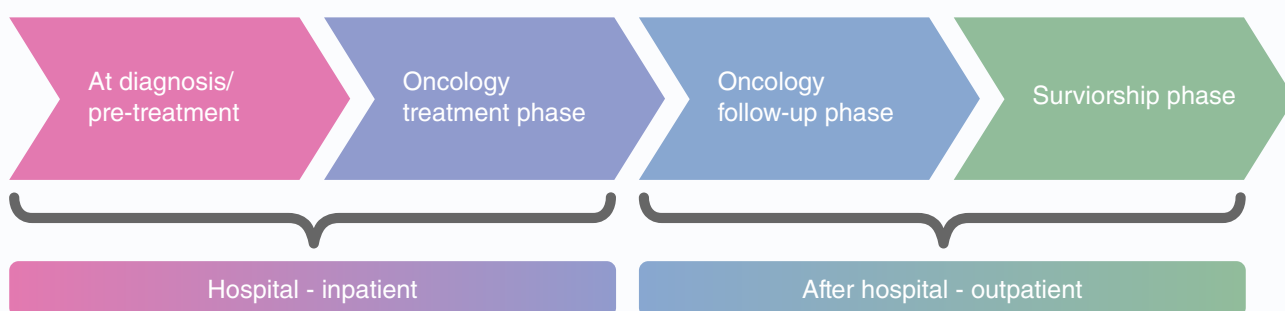 At diagnosis/
pre-treatment
Oncology
treatment phase
Oncology
follow-up phase
Surviorship phase
Hospital - inpatient
After hospital - outpatient